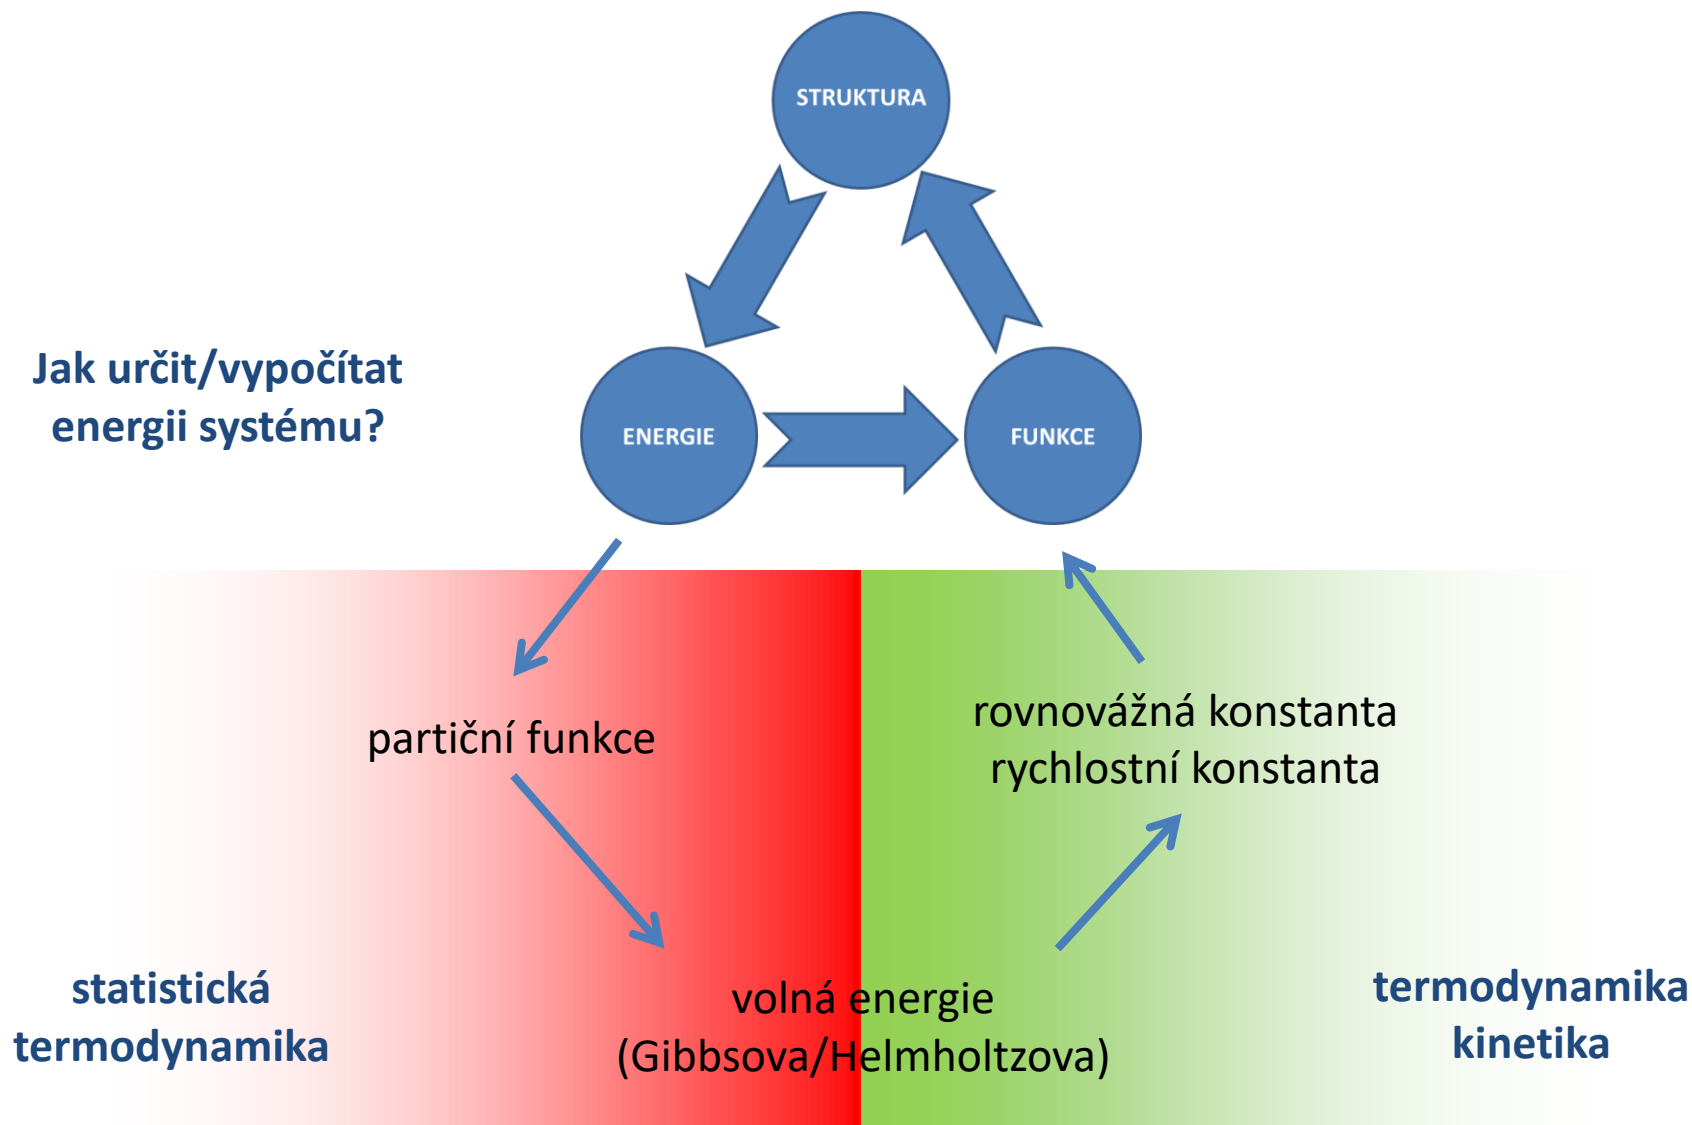 STRUKTURA
Jak určit/vypočítat
energii systému?
ENERGIE
FUNKCE
partiční funkce
rovnovážná konstanta
rychlostní konstanta
statistická
termodynamika
volná energie
(Gibbsova/Helmholtzova)
termodynamika
kinetika